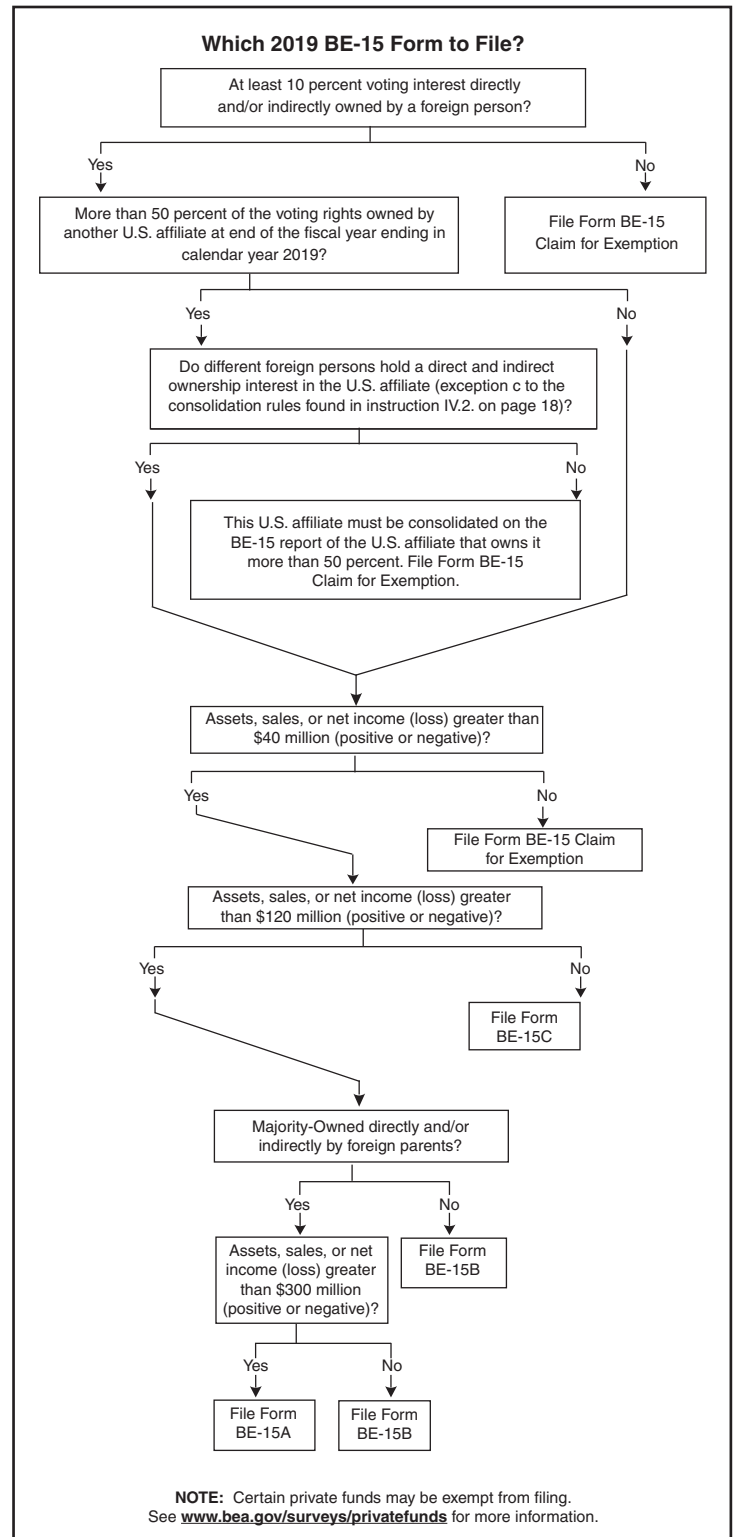 Which 2019 BE-15 Form to File?
At least 10 percent voting interest directly
and/or indirectly owned by a foreign person?
Yes
No
More than 50 percent of the voting rights owned by
another U.S. affiliate at end of the fiscal year ending in
calendar year 2019?
File Form BE-15
Claim for Exemption
Yes
No
Do different foreign persons hold a direct and indirect
ownership interest in the U.S. affiliate (exception c to the
consolidation rules found in instruction IV.2. on page 18)?
Yes
No
This U.S. affiliate must be consolidated on the
BE-15 report of the U.S. affiliate that owns it
more than 50 percent. File Form BE-15
Claim for Exemption.
Assets, sales, or net income (loss) greater than
$40 million (positive or negative)?
Yes
No
File Form BE-15 Claim
for Exemption
Assets, sales, or net income (loss) greater
than $120 million (positive or negative)?
Yes
No
File Form
BE-15C
Majority-Owned directly and/or
indirectly by foreign parents?
Yes
No
Assets, sales, or net
income (loss) greater
than $300 million
(positive or negative)?
File Form
BE-15B
Yes
No
File Form
BE-15A
File Form
BE-15B
NOTE: Certain private funds may be exempt from filing.
See www.bea.gov/surveys/privatefunds for more information.